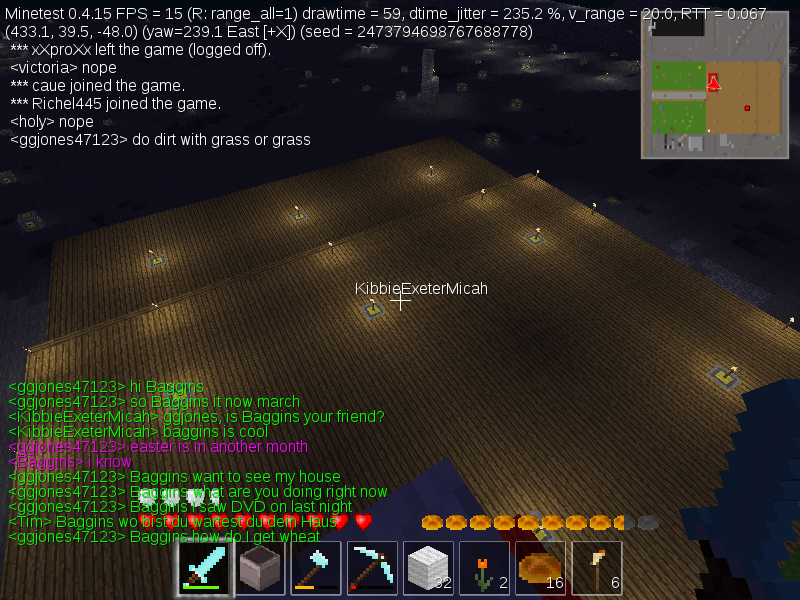 Minetest 0.4.15 FPS = 15 (R: range_all=1) drawtime = 59, dtime_jitter = 235.2 %, v_range = 20.0, RTT = 0.067
(433.1, 39.5, -48.0) (yaw=239.1 East [+X]) (seed = 2473794698767688778)
*** xXproXx left the game (logged off).
<victoria> nope
*** caue joined the game.
*** Richel445 joined the game.
<holy> nope
<ggjones47123> do dirt with grass or grass
KibbieExeterMicah
<ggjones47123> hi Baggins
<ggjones47123> so Baggins it now march
<KibbieExeterMicah> ggjones, is Baggins your friend?
<KibbieExeterMicah> baggins is cool
<ggjones47123> easter is in another month
<Baggins> i know
<ggjones47123> Baggins want to see my house
<ggjones47123> Baggins what are you doing right now
<ggjones47123> Baggins i saw DVD on last night
<Tim> Baggins wo bist du wartest du dein Haus
<ggjones47123> Baggins how do I get wheat
32
2
16
6